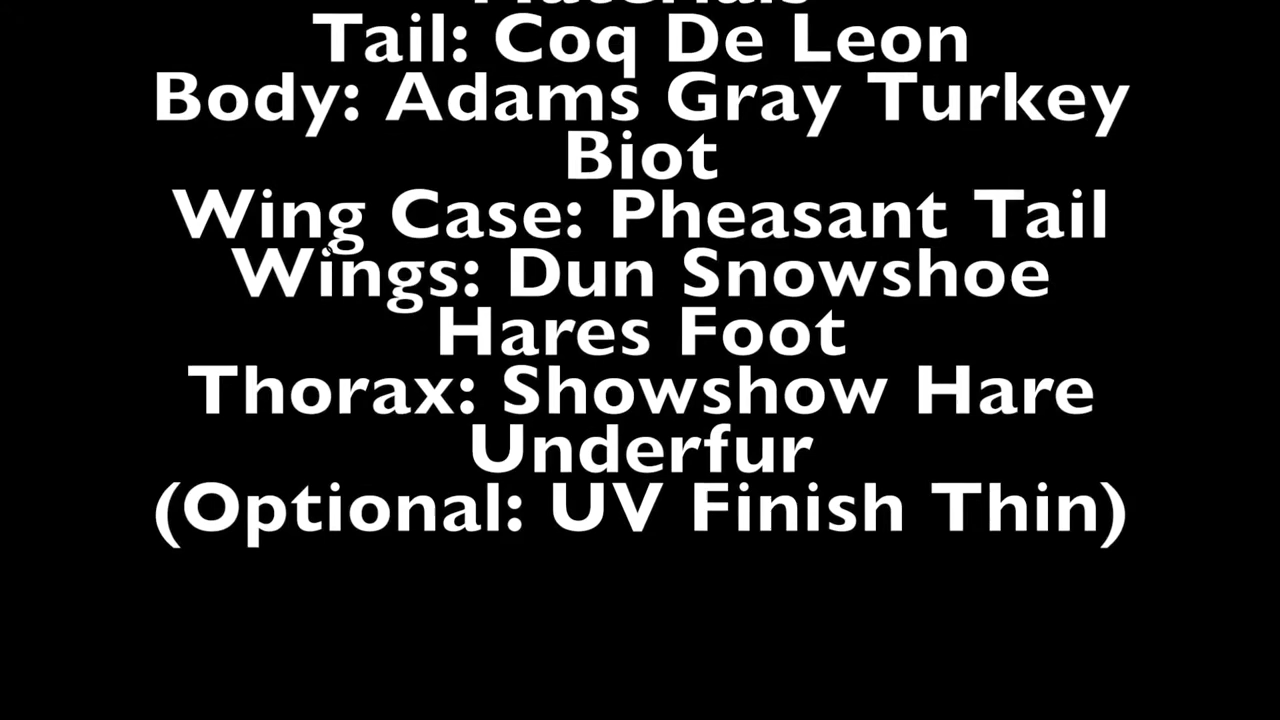 Materials
Tail: Coq De Leon
Body: Adams Gray Turkey
Biot
Wing Case: Pheasant Tail
Wings: Dun Snowshoe
Hares Foot
Thorax: Showshow Hare
Underfur
(Optional: UV Finish Thin)